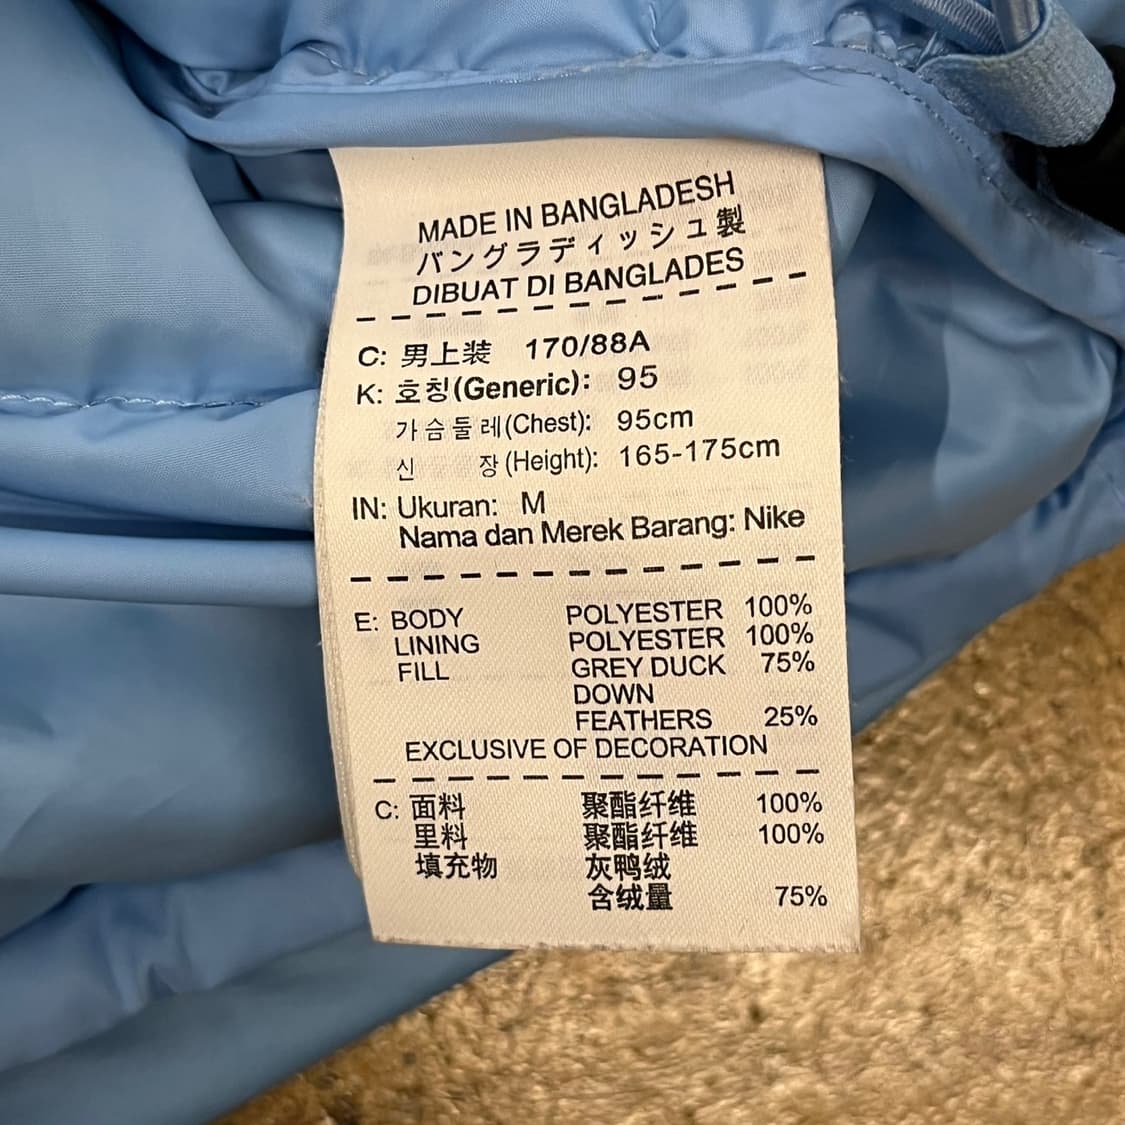 MADE IN BANGLADESH
バングラディッシュ製
DIBUAT DI BANGLADES
C: 男上装 170/88A
K: 호칭(Generic): 95
가슴둘레(Chest): 95cm
신 장(Height): 165-175cm
IN: Ukuran: M
Nama dan Merek Barang: Nike
E: BODY POLYESTER 100%
LINING POLYESTER 100%
FILL GREY DUCK 75%
DOWN
FEATHERS 25%
EXCLUSIVE OF DECORATION
C: 面料 聚酯纤维 100%
里料 聚酯纤维 100%
填充物 灰鸭绒
含绒量 75%